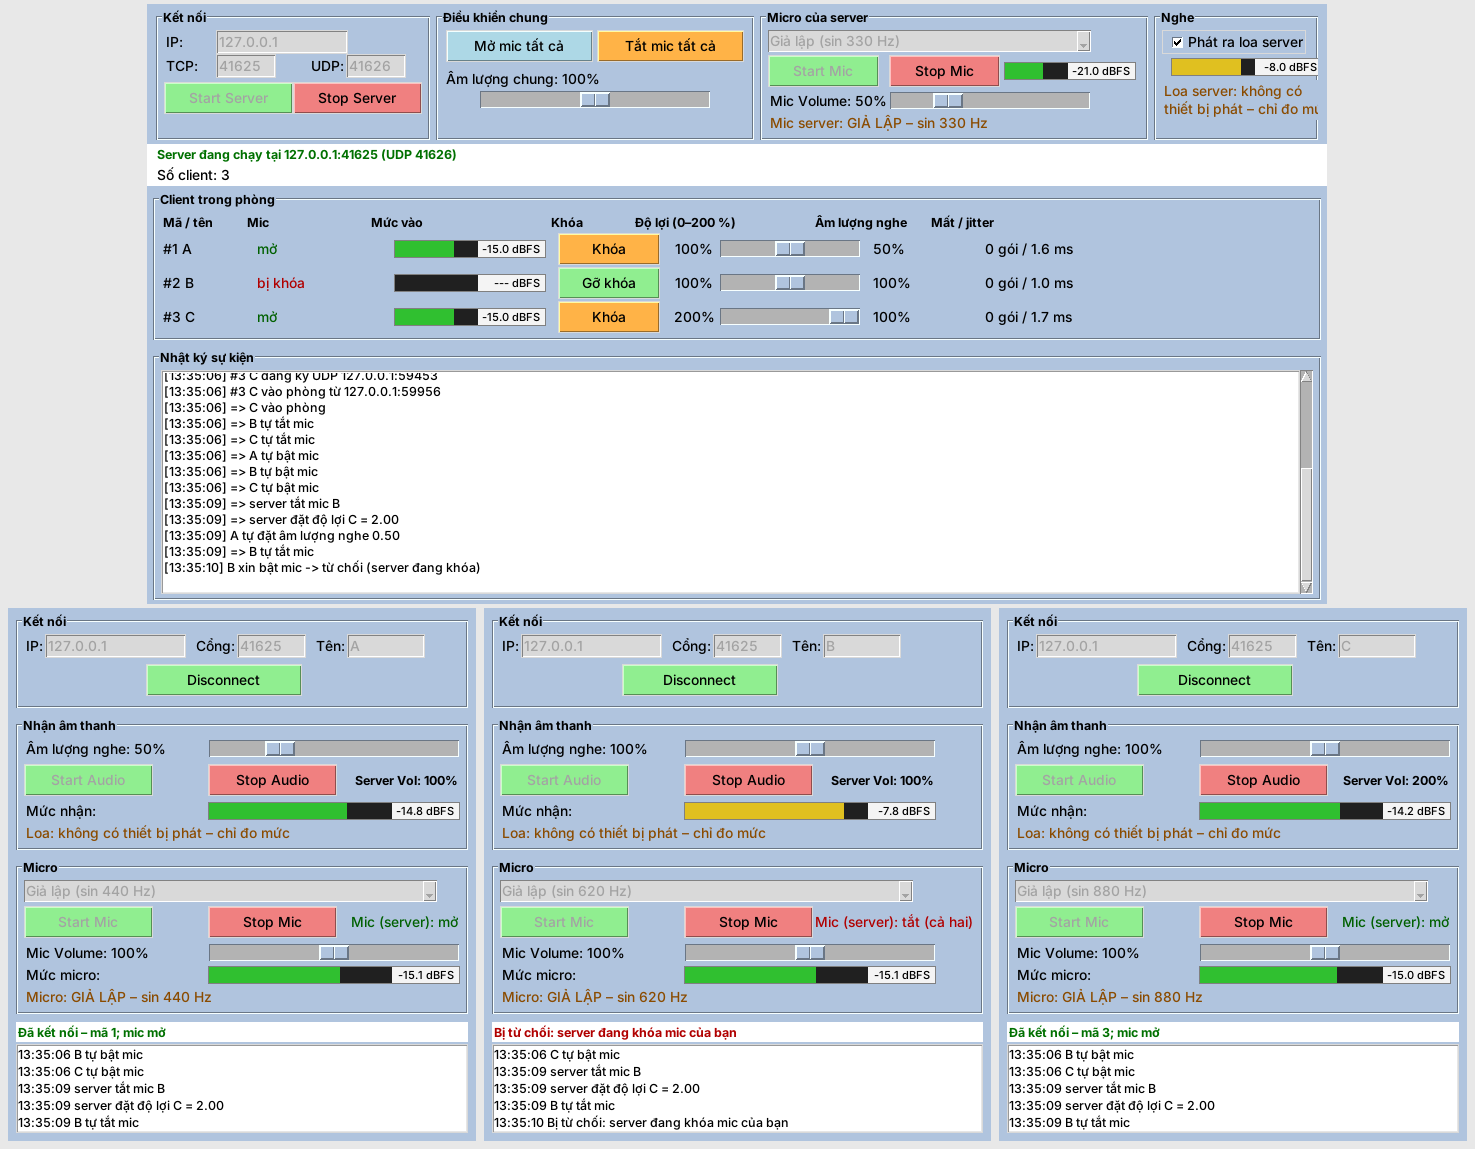 Kết nối
IP: 127.0.0.1
TCP: 41625 UDP: 41626
Start Server Stop Server
Điều khiển chung
Mở mic tất cả Tắt mic tất cả
Âm lượng chung: 100%
Micro của server
Giả lập (sin 330 Hz)
Start Mic Stop Mic -21.0 dBFS
Mic Volume: 50%
Mic server: GIẢ LẬP – sin 330 Hz
Nghe
Phát ra loa server
-8.0 dBFS
Loa server: không có
thiết bị phát – chỉ đo mứ
Server đang chạy tại 127.0.0.1:41625 (UDP 41626)
Số client: 3
Client trong phòng
Mã / tên Mic Mức vào Khóa Độ lợi (0–200 %) Âm lượng nghe Mất / jitter
#1 A mở -15.0 dBFS Khóa 100% 50% 0 gói / 1.6 ms
#2 B bị khóa --- dBFS Gỡ khóa 100% 100% 0 gói / 1.0 ms
#3 C mở -15.0 dBFS Khóa 200% 100% 0 gói / 1.7 ms
Nhật ký sự kiện
[13:35:06] #3 C đăng ký UDP 127.0.0.1:59453
[13:35:06] #3 C vào phòng từ 127.0.0.1:59956
[13:35:06] => C vào phòng
[13:35:06] => B tự tắt mic
[13:35:06] => C tự tắt mic
[13:35:06] => A tự bật mic
[13:35:06] => B tự bật mic
[13:35:06] => C tự bật mic
[13:35:09] => server tắt mic B
[13:35:09] => server đặt độ lợi C = 2.00
[13:35:09] A tự đặt âm lượng nghe 0.50
[13:35:09] => B tự tắt mic
[13:35:10] B xin bật mic -> từ chối (server đang khóa)
Kết nối
IP: 127.0.0.1 Cổng: 41625 Tên: A
Disconnect
Nhận âm thanh
Âm lượng nghe: 50%
Start Audio Stop Audio Server Vol: 100%
Mức nhận: -14.8 dBFS
Loa: không có thiết bị phát – chỉ đo mức
Micro
Giả lập (sin 440 Hz)
Start Mic Stop Mic Mic (server): mở
Mic Volume: 100%
Mức micro: -15.1 dBFS
Micro: GIẢ LẬP – sin 440 Hz
Đã kết nối – mã 1; mic mở
13:35:06 B tự bật mic
13:35:06 C tự bật mic
13:35:09 server tắt mic B
13:35:09 server đặt độ lợi C = 2.00
13:35:09 B tự tắt mic
Kết nối
IP: 127.0.0.1 Cổng: 41625 Tên: B
Disconnect
Nhận âm thanh
Âm lượng nghe: 100%
Start Audio Stop Audio Server Vol: 100%
Mức nhận: -7.8 dBFS
Loa: không có thiết bị phát – chỉ đo mức
Micro
Giả lập (sin 620 Hz)
Start Mic Stop Mic Mic (server): tắt (cả hai)
Mic Volume: 100%
Mức micro: -15.1 dBFS
Micro: GIẢ LẬP – sin 620 Hz
Bị từ chối: server đang khóa mic của bạn
13:35:06 C tự bật mic
13:35:09 server tắt mic B
13:35:09 server đặt độ lợi C = 2.00
13:35:09 B tự tắt mic
13:35:10 Bị từ chối: server đang khóa mic của bạn
Kết nối
IP: 127.0.0.1 Cổng: 41625 Tên: C
Disconnect
Nhận âm thanh
Âm lượng nghe: 100%
Start Audio Stop Audio Server Vol: 200%
Mức nhận: -14.2 dBFS
Loa: không có thiết bị phát – chỉ đo mức
Micro
Giả lập (sin 880 Hz)
Start Mic Stop Mic Mic (server): mở
Mic Volume: 100%
Mức micro: -15.0 dBFS
Micro: GIẢ LẬP – sin 880 Hz
Đã kết nối – mã 3; mic mở
13:35:06 B tự bật mic
13:35:06 C tự bật mic
13:35:09 server tắt mic B
13:35:09 server đặt độ lợi C = 2.00
13:35:09 B tự tắt mic